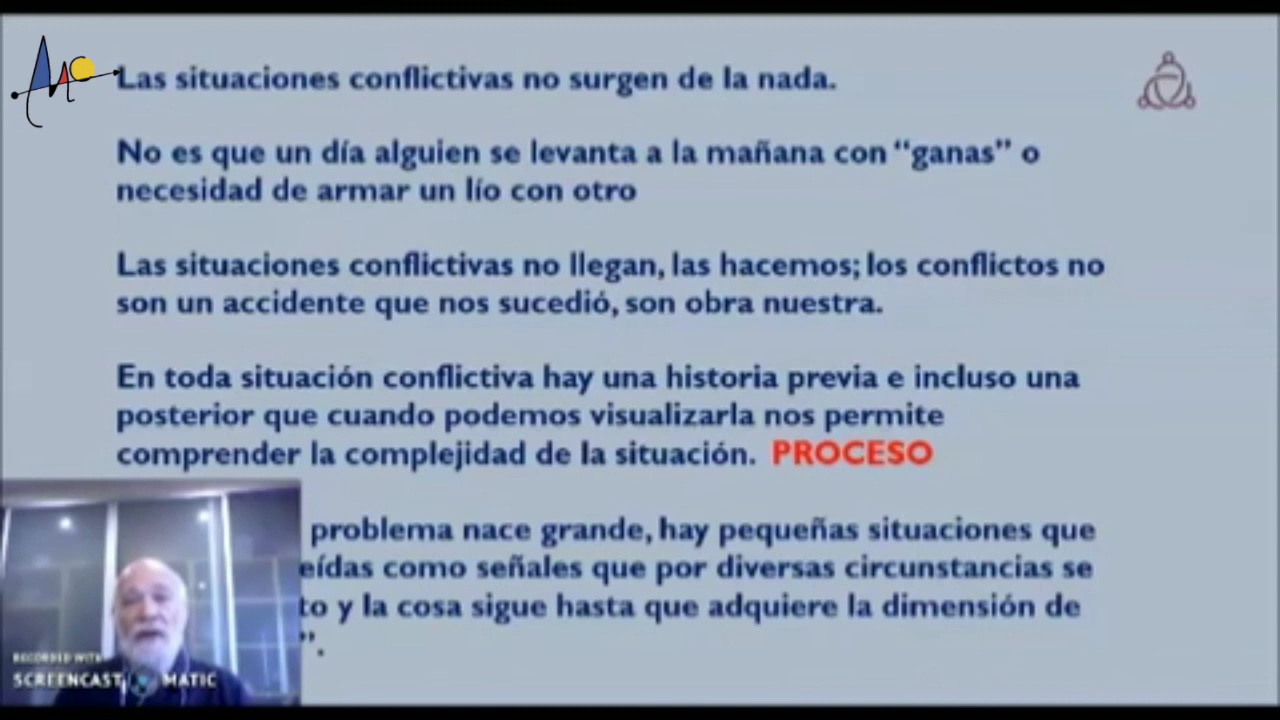 Las situaciones conflictivas no surgen de la nada.
No es que un día alguien se levanta a la mañana con “ganas” o
necesidad de armar un lío con otro
Las situaciones conflictivas no llegan, las hacemos; los conflictos no
son un accidente que nos sucedió, son obra nuestra.
En toda situación conflictiva hay una historia previa e incluso una
posterior que cuando podemos visualizarla nos permite
comprender la complejidad de la situación. PROCESO
problema nace grande, hay pequeñas situaciones que
eídas como señales que por diversas circunstancias se
to y la cosa sigue hasta que adquiere la dimensión de
”.
RECORDED WITH
SCREENCAST MATIC